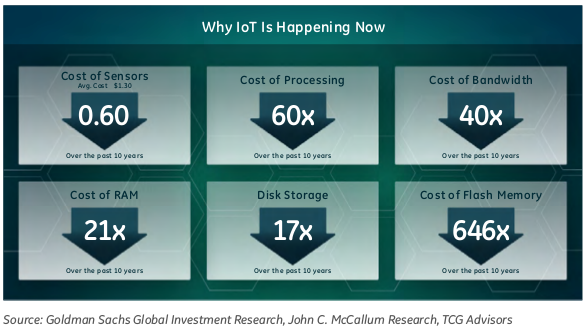 Why IoT Is Happening Now
Cost of Sensors
Avg. Cost $1.30
0.60
Over the past 10 years
Cost of Processing
60x
Over the past 10 years
Cost of Bandwidth
40x
Over the past 10 years
Cost of RAM
21x
Over the past 10 years
Disk Storage
17x
Over the past 10 years
Cost of Flash Memory
646x
Over the past 10 years
Source: Goldman Sachs Global Investment Research, John C. McCallum Research, TCG Advisors